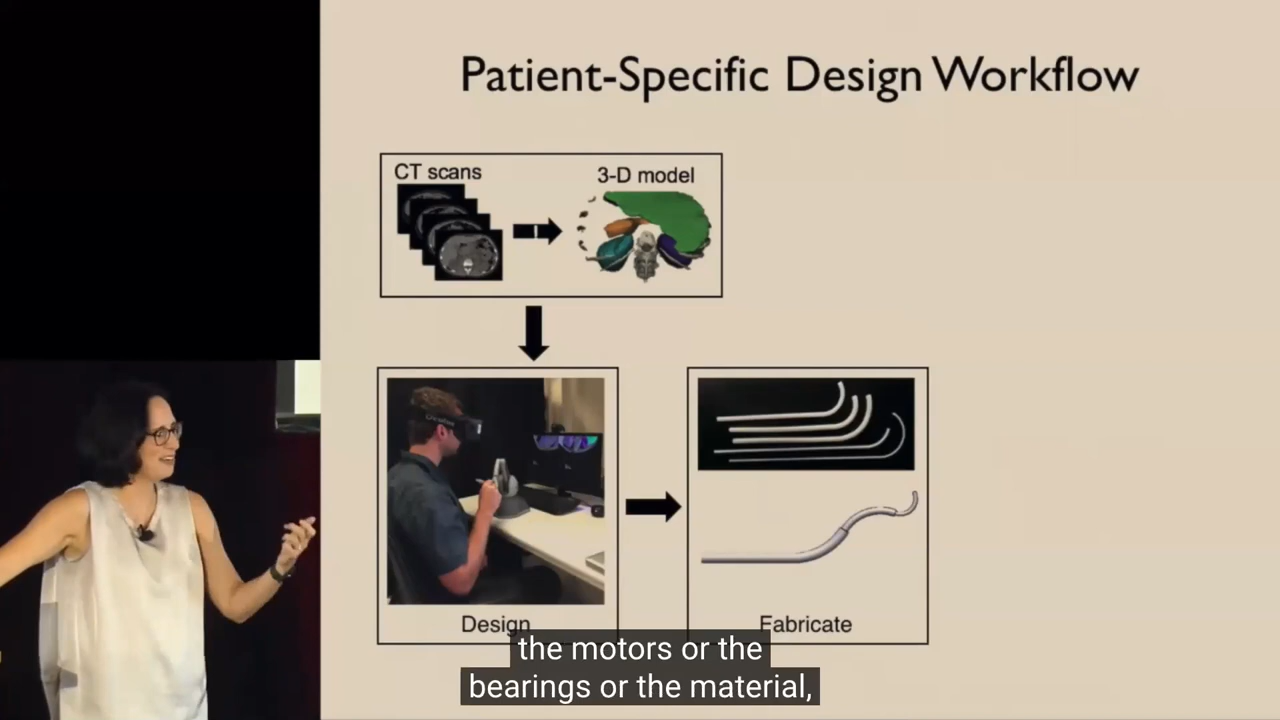 Patient-Specific Design Workflow
CT scans
3-D model
Design
Fabricate
the motors or the
bearings or the material,